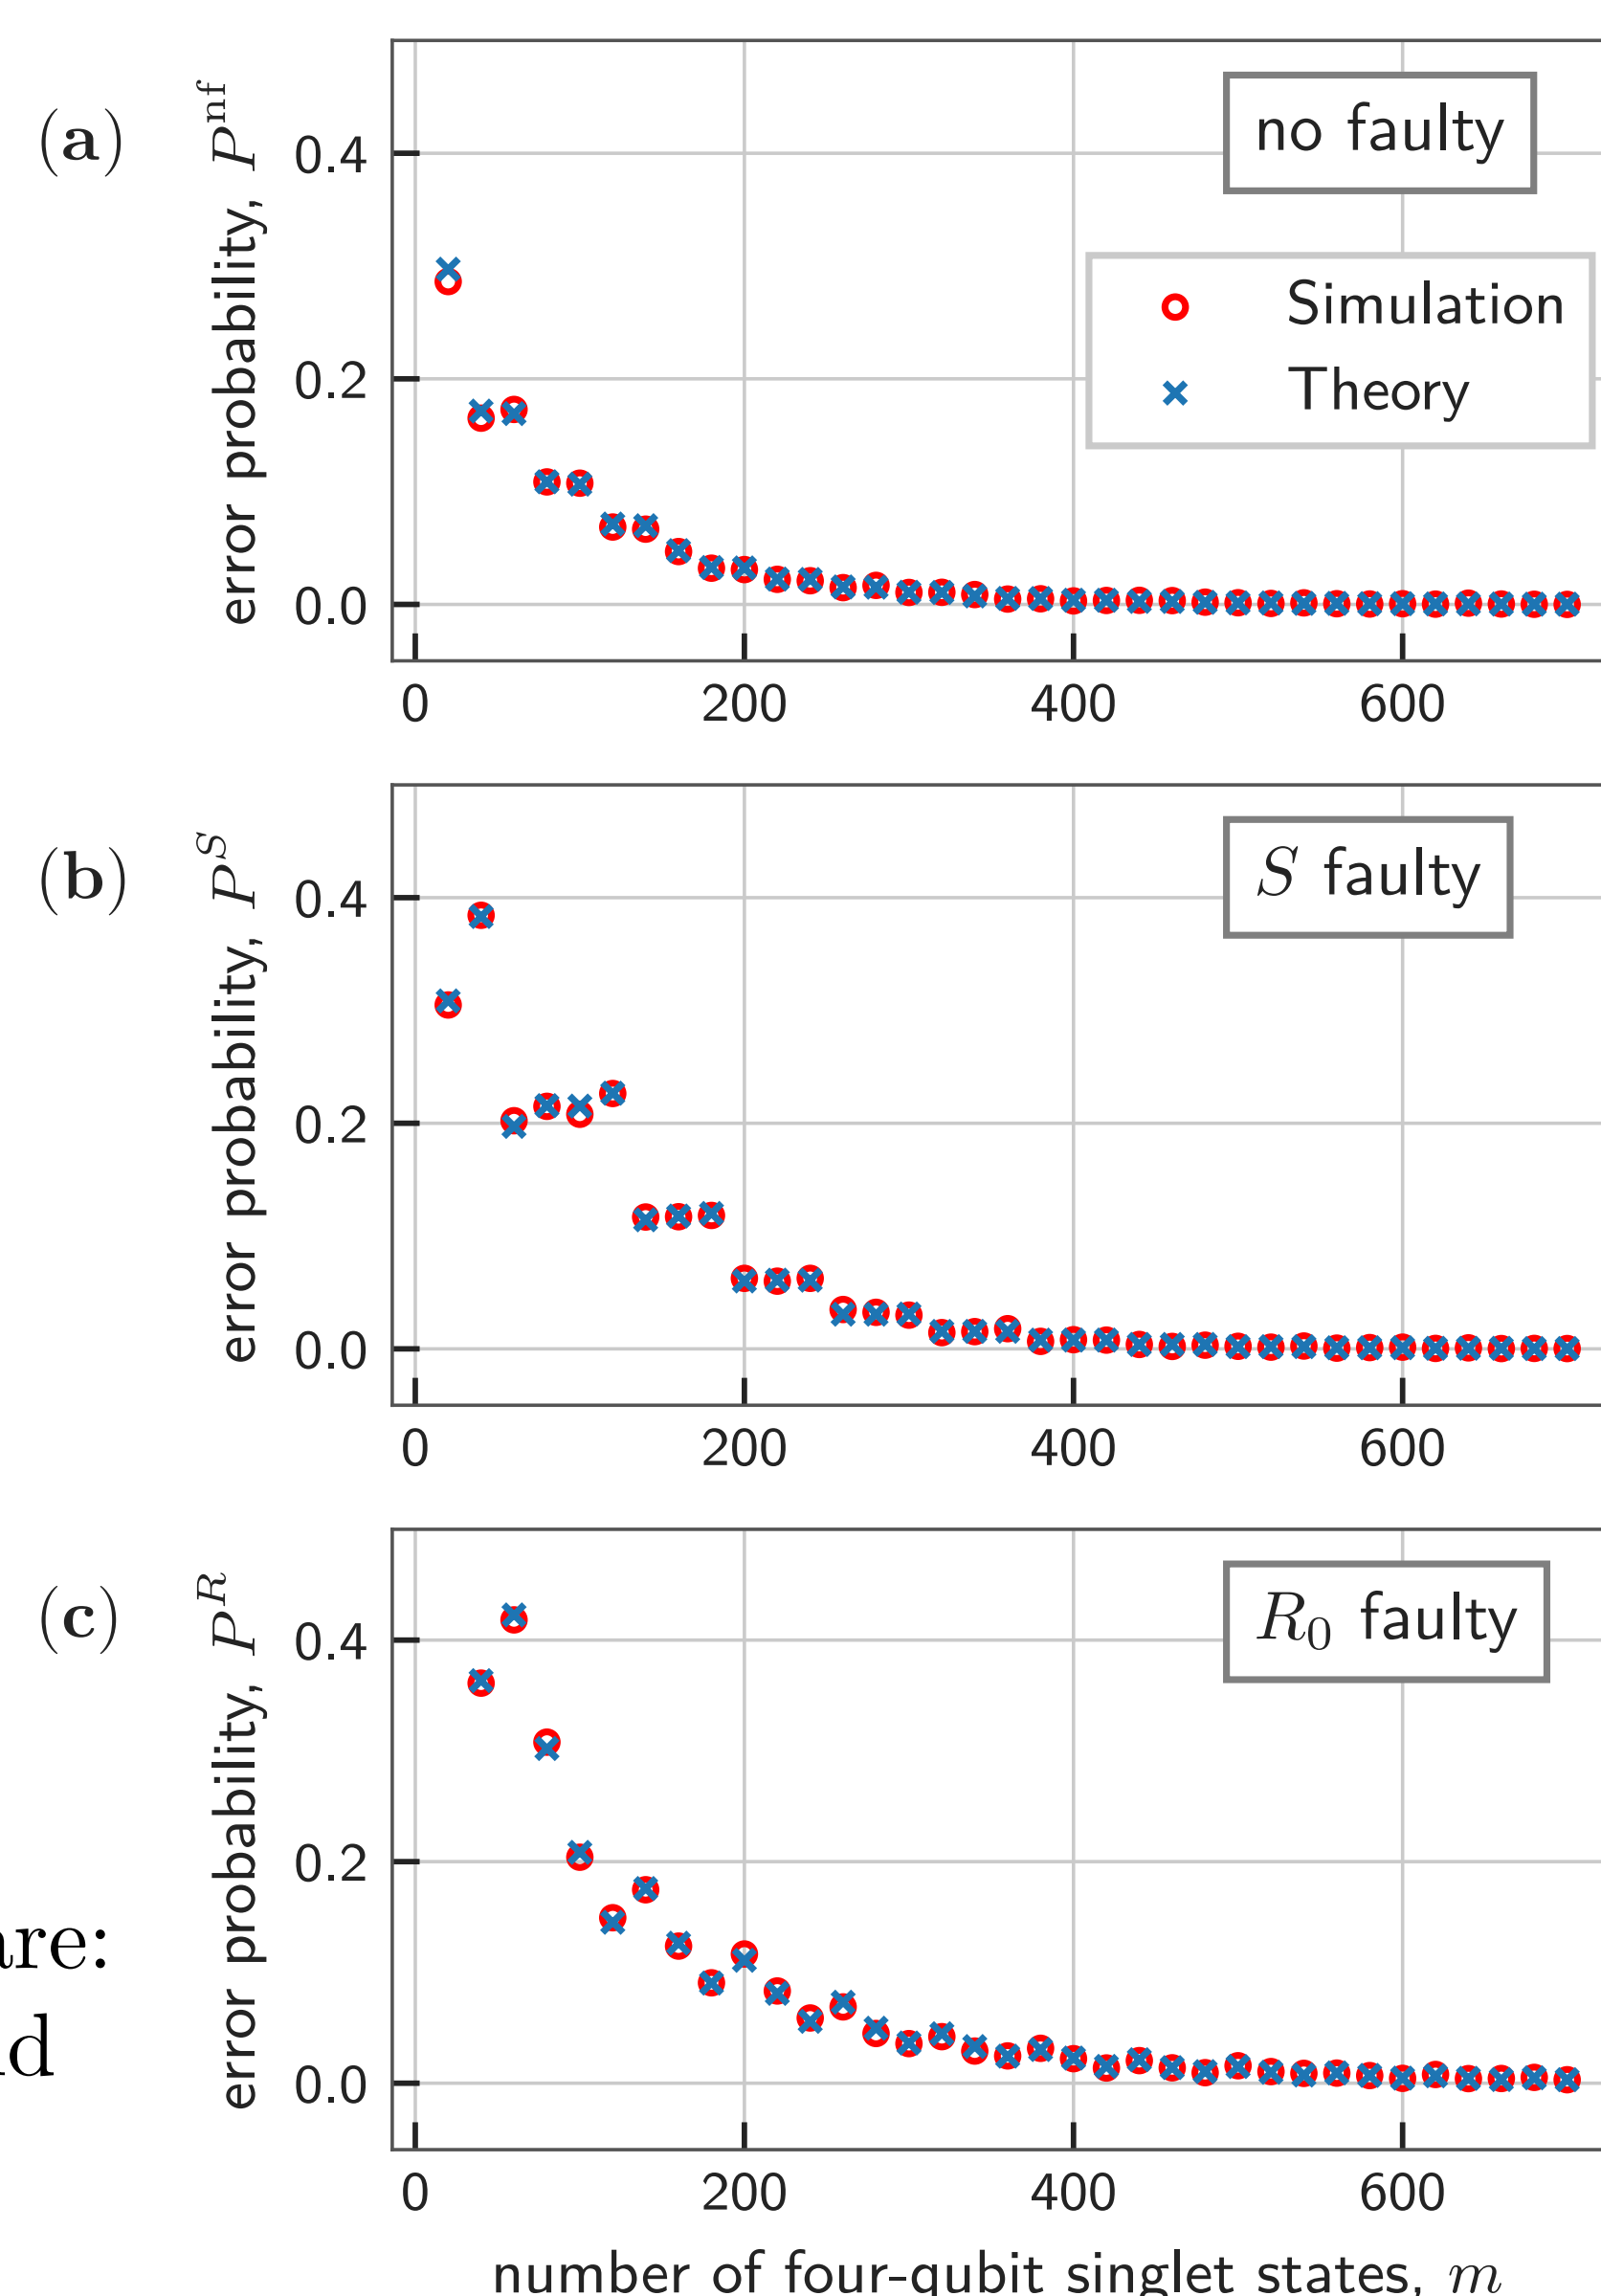 (a)
error probability, P^nf
0.4
0.2
0.0
no faulty
Simulation
Theory
0 200 400 600
(b)
error probability, P^S
0.4
0.2
0.0
S faulty
0 200 400 600
(c)
error probability, P^R
0.4
0.2
0.0
R_0 faulty
are:
0 200 400 600
number of four-qubit singlet states, m